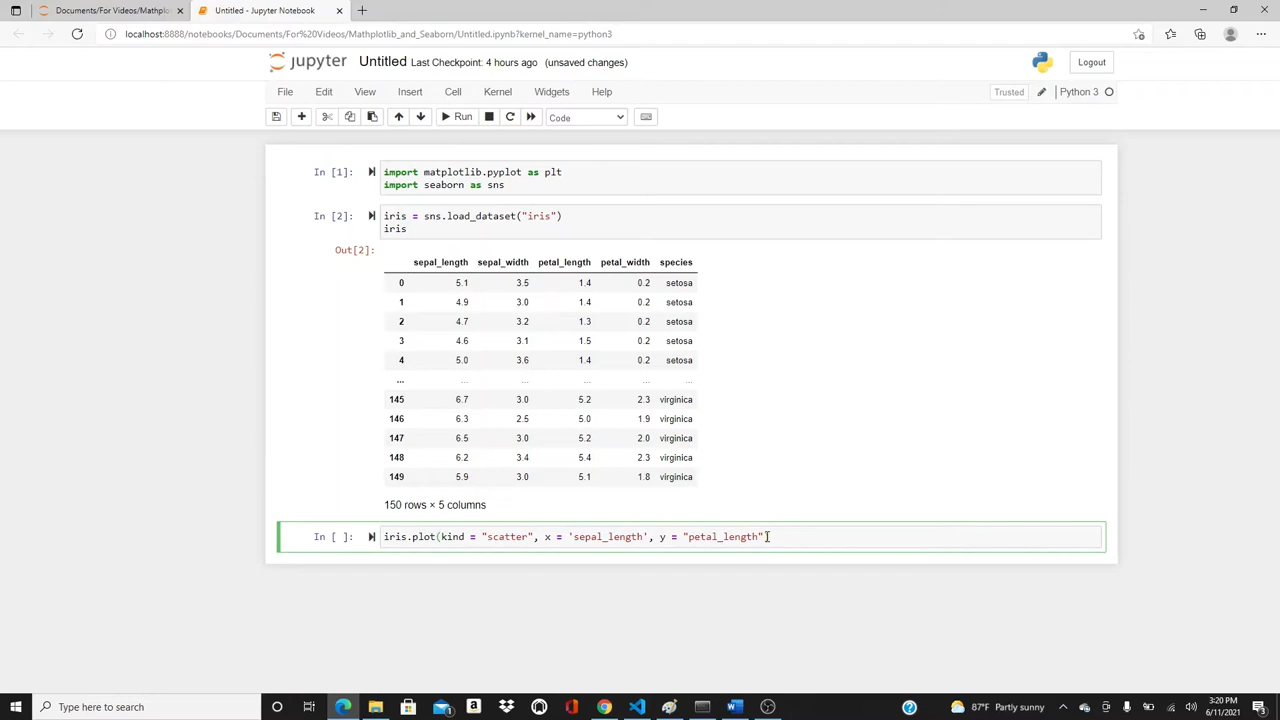 Documents/For Videos/Mathplo
Untitled - Jupyter Notebook
localhost:8888/notebooks/Documents/For%20Videos/Mathplotlib_and_Seaborn/Untitled.ipynb?kernel_name=python3
jupyter Untitled Last Checkpoint: 4 hours ago (unsaved changes)
Logout
File Edit View Insert Cell Kernel Widgets Help
Trusted
Python 3
Run
Code
In [1]: import matplotlib.pyplot as plt
import seaborn as sns
In [2]: iris = sns.load_dataset("iris")
iris
Out[2]:
sepal_length sepal_width petal_length petal_width species
0 5.1 3.5 1.4 0.2 setosa
1 4.9 3.0 1.4 0.2 setosa
2 4.7 3.2 1.3 0.2 setosa
3 4.6 3.1 1.5 0.2 setosa
4 5.0 3.6 1.4 0.2 setosa
... ... ... ... ... ...
145 6.7 3.0 5.2 2.3 virginica
146 6.3 2.5 5.0 1.9 virginica
147 6.5 3.0 5.2 2.0 virginica
148 6.2 3.4 5.4 2.3 virginica
149 5.9 3.0 5.1 1.8 virginica
150 rows × 5 columns
In [ ]: iris.plot(kind = "scatter", x = 'sepal_length', y = "petal_length")
Type here to search
87°F Partly sunny
3:20 PM
6/11/2021